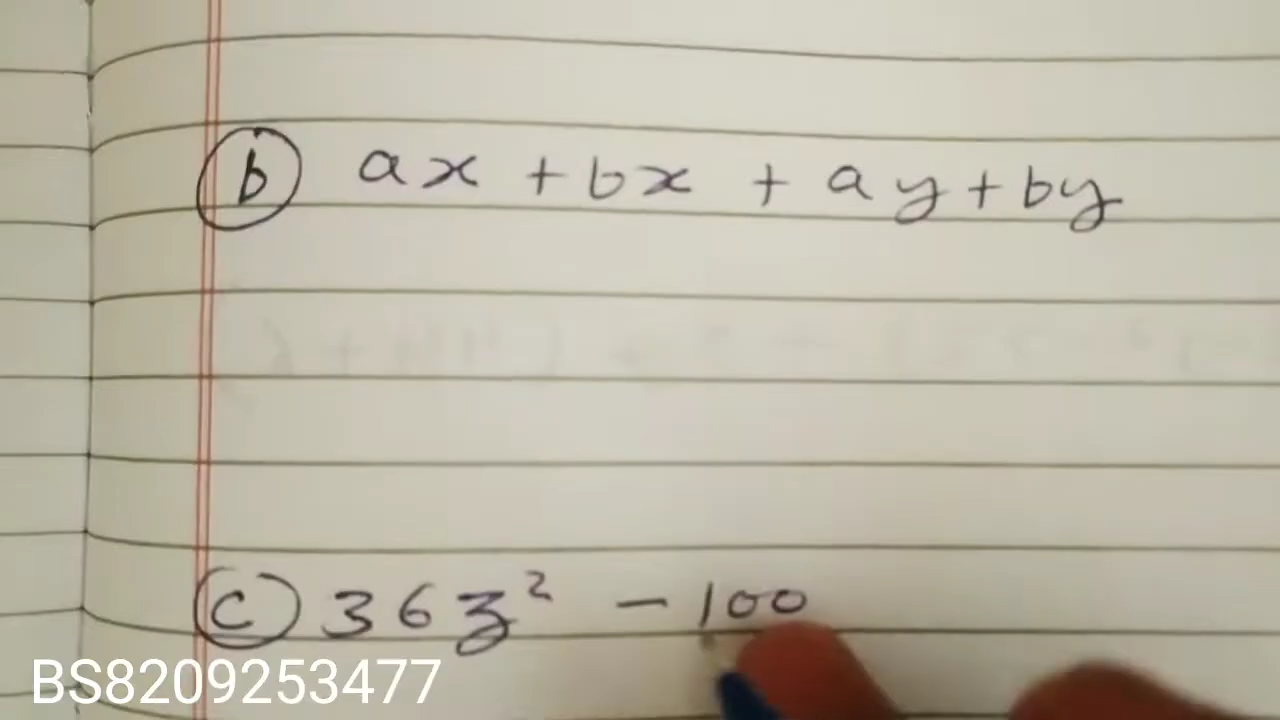 b ax + bx + ay + by
c 36z² - 100
BS8209253477